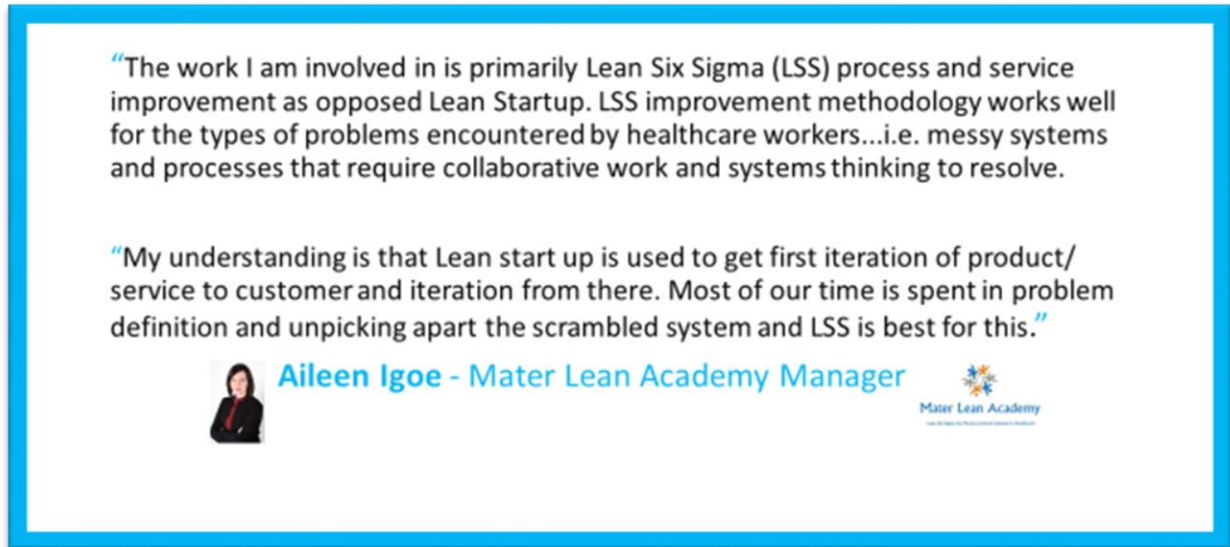 “The work I am involved in is primarily Lean Six Sigma (LSS) process and service
improvement as opposed Lean Startup. LSS improvement methodology works well
for the types of problems encountered by healthcare workers...i.e. messy systems
and processes that require collaborative work and systems thinking to resolve.
“My understanding is that Lean start up is used to get first iteration of product/
service to customer and iteration from there. Most of our time is spent in problem
definition and unpicking apart the scrambled system and LSS is best for this.”
Aileen Igoe - Mater Lean Academy Manager
Mater Lean Academy